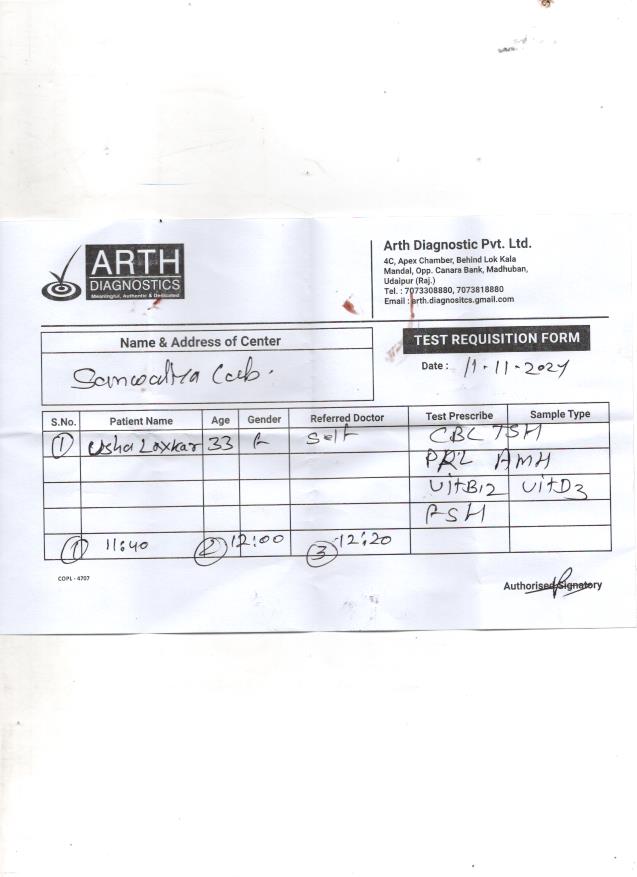 ARTH
DIAGNOSTICS
Meaningful, Authentic & Dedicated
Arth Diagnostic Pvt. Ltd.
4C, Apex Chamber, Behind Lok Kala
Mandal, Opp. Canara Bank, Madhuban,
Udaipur (Raj.)
Tel. : 7073308880, 7073818880
Email : arth.diagnositcs.gmail.com
Name & Address of Center
TEST REQUISITION FORM
Date : 11-11-2024
S.No. Patient Name Age Gender Referred Doctor Test Prescribe Sample Type
1 Usha Laxkar 33 F Self CBC TSH
PRL AMH
VitB12 VitD3
FSH
1 11:40 2 12:00 3 12:20
COPL - 4707
Authorised Signatory